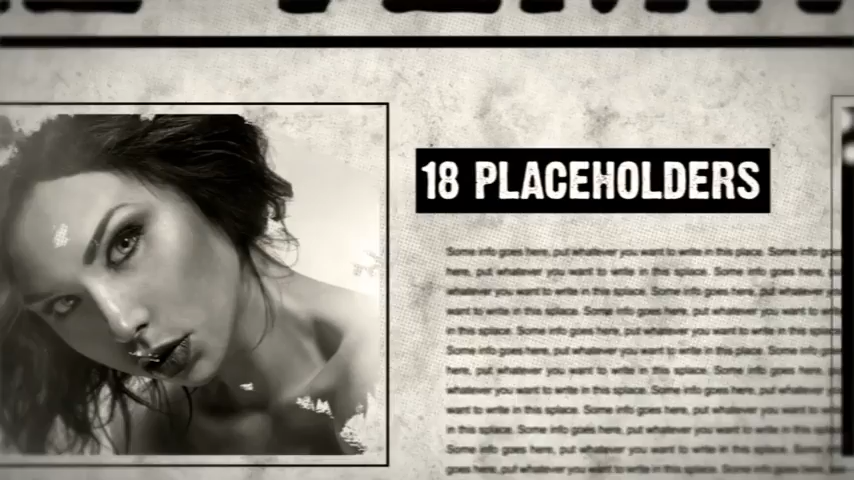 18 PLACEHOLDERS
Some info goes here, put whatever you want to write in this place. Some info goes
here, put whatever you want to write in this splace. Some info goes here, put
whatever you want to write in this splace. Some info goes here, put whatever you
want to write in this splace. Some info goes here, put whatever you want to write
in this splace. Some info goes here, put whatever you want to write in this splace.
Some info goes here, put whatever you want to write in this place. Some info goes
here, put whatever you want to write in this splace. Some info goes here, put
whatever you want to write in this splace. Some info goes here, put whatever you
want to write in this splace. Some info goes here, put whatever you want to write
in this splace. Some info goes here, put whatever you want to write in this splace.
Some info goes here, put whatever you want to write in this place. Some info goes
goes here, put whatever you want to write in this splace. Some info goes here,